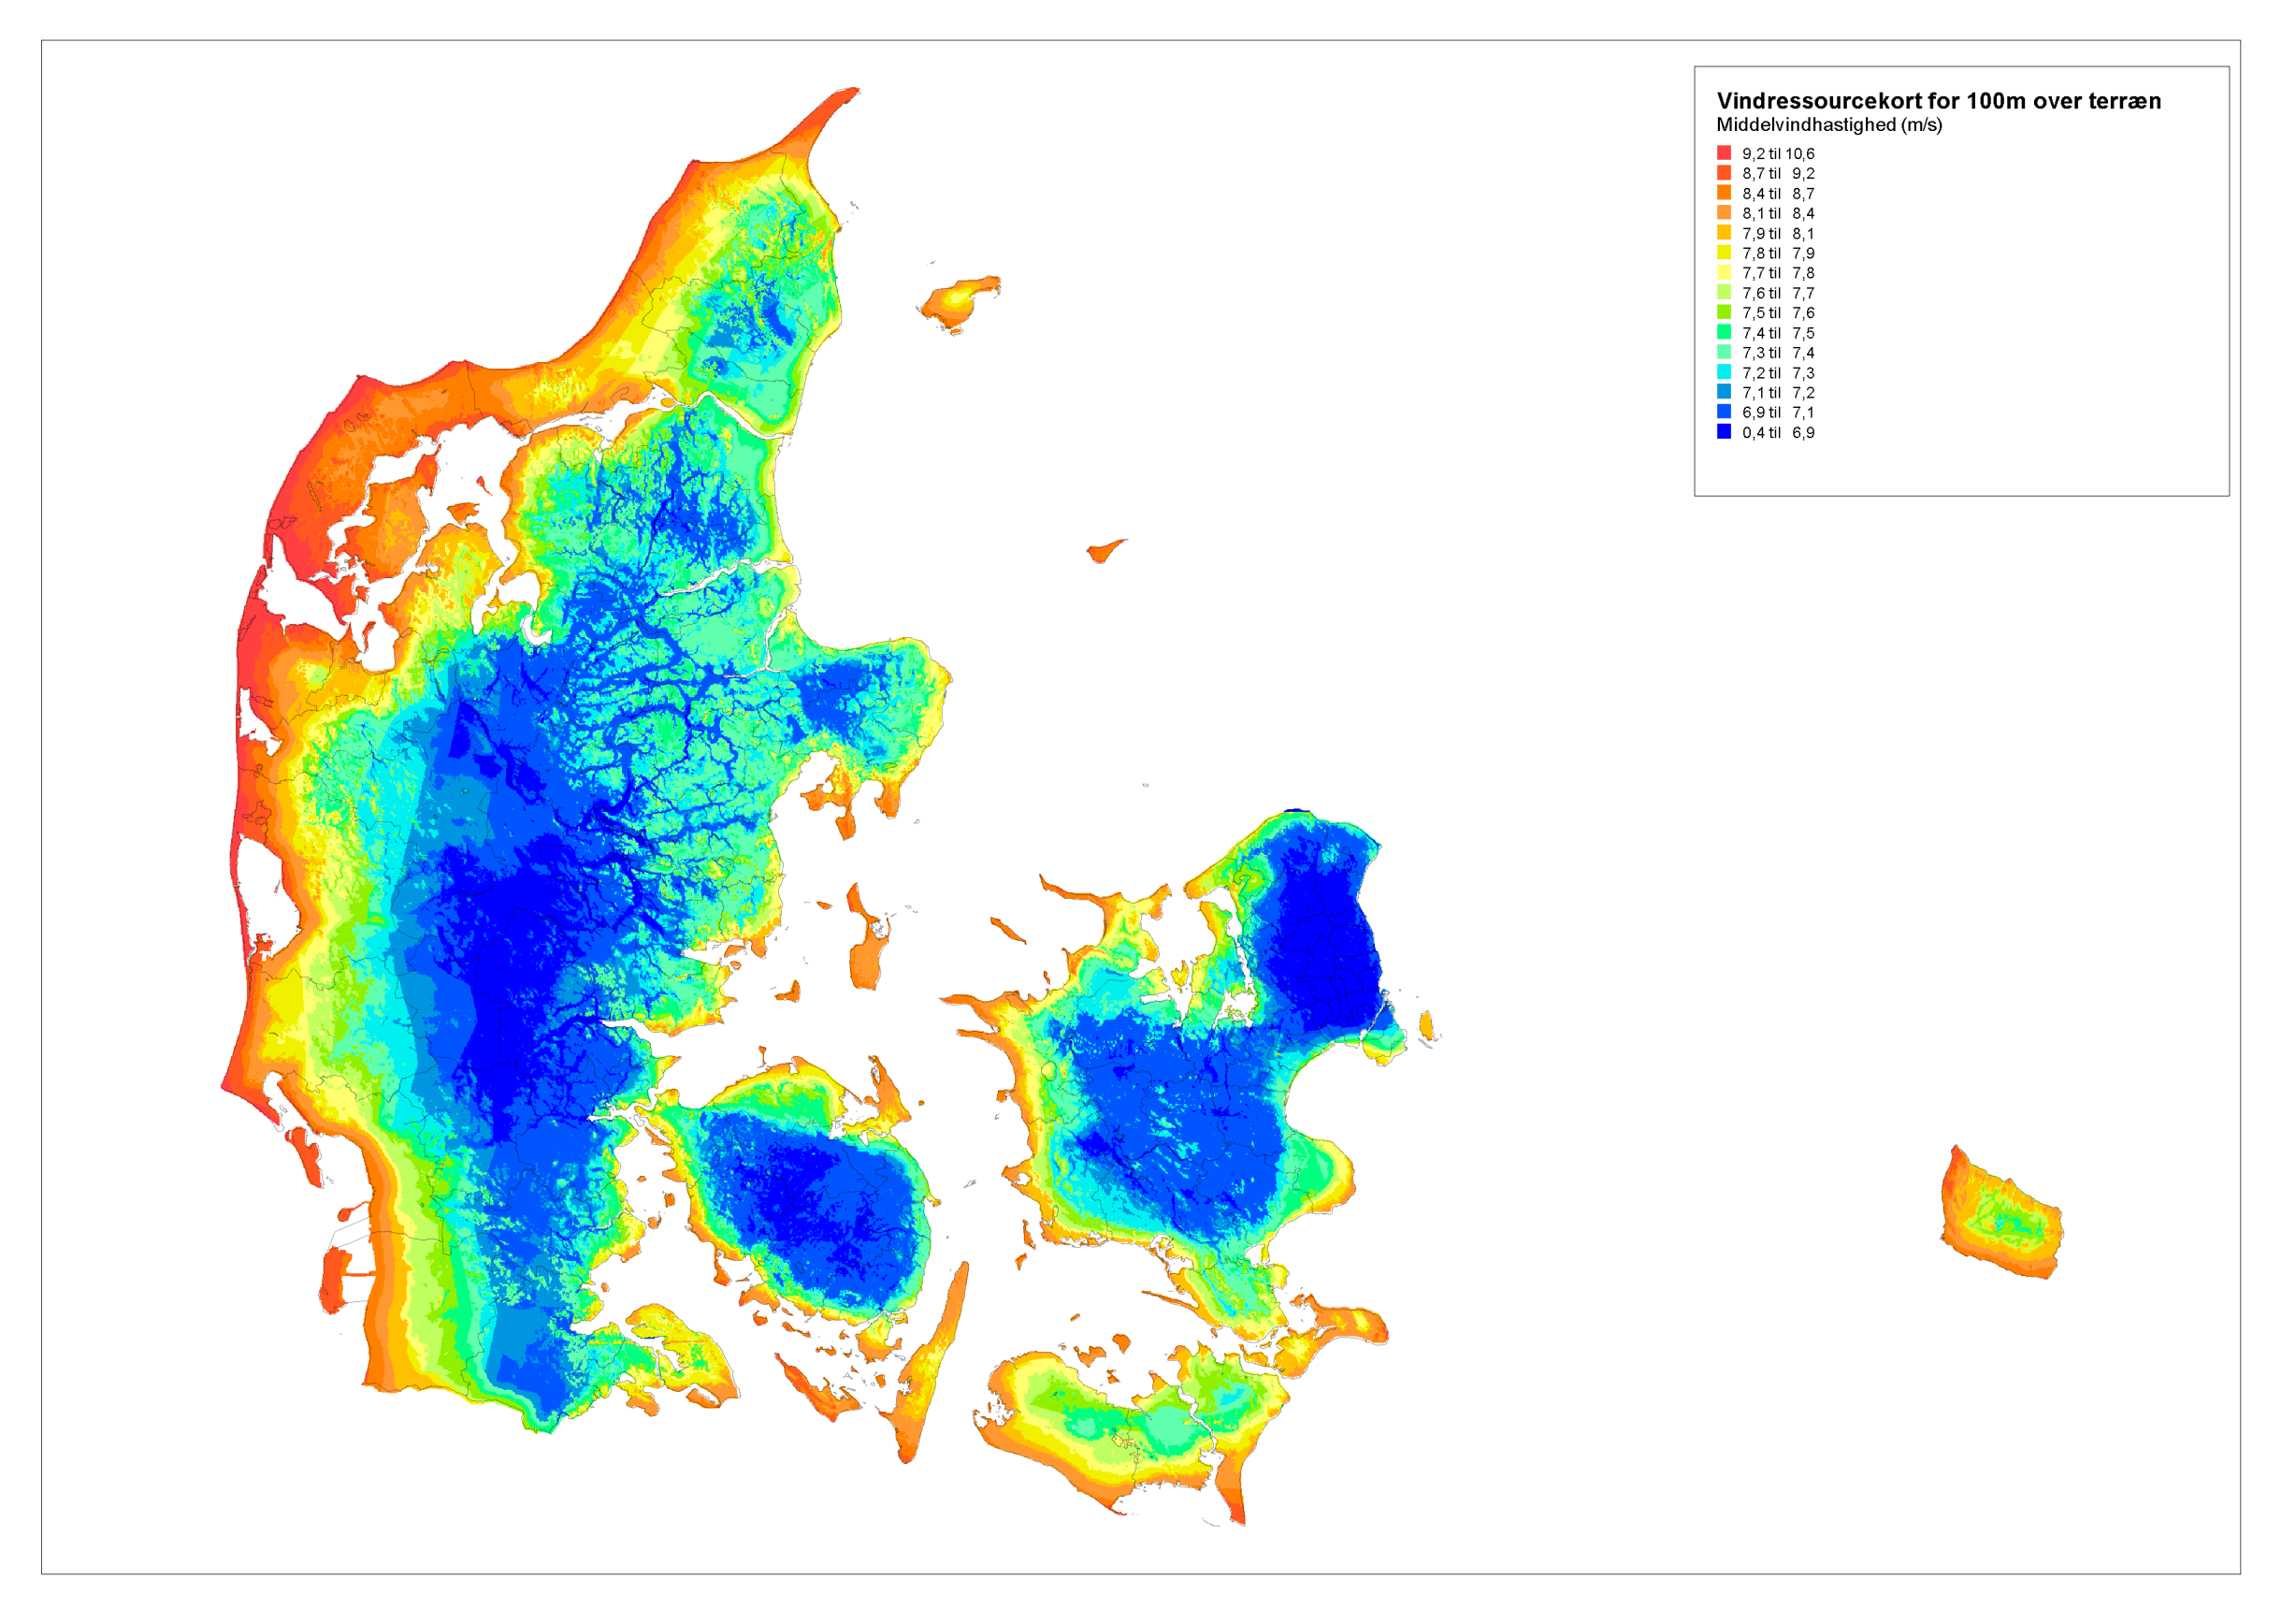 Vindressourcekort for 100m over terræn
Middelvindhastighed (m/s)
9,2 til 10,6
8,7 til 9,2
8,4 til 8,7
8,1 til 8,4
7,9 til 8,1
7,8 til 7,9
7,7 til 7,8
7,6 til 7,7
7,5 til 7,6
7,4 til 7,5
7,3 til 7,4
7,2 til 7,3
7,1 til 7,2
6,9 til 7,1
0,4 til 6,9